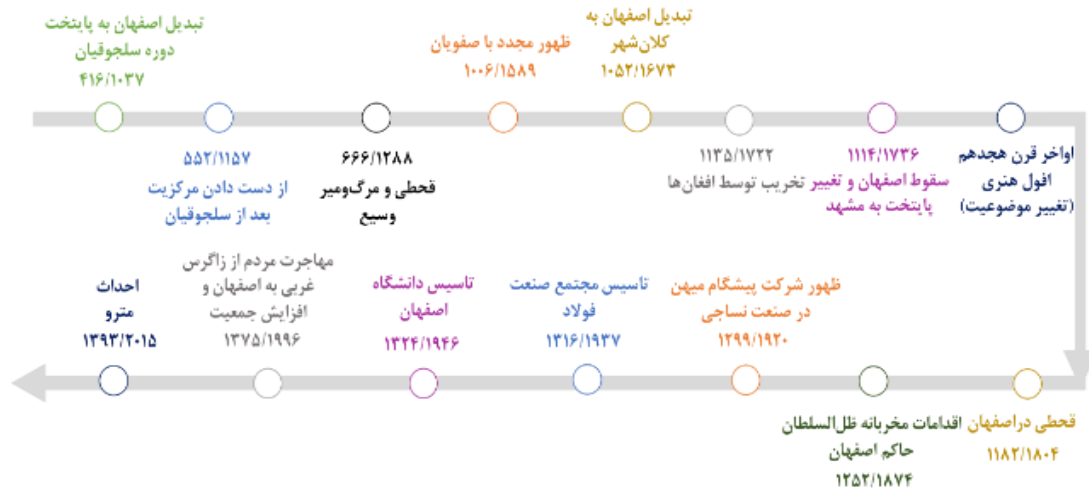 تبدیل اصفهان به پایتخت
دوره سلجوقیان
۴۱۶/۱۰۳۷
۵۵۲/۱۱۵۷
از دست دادن مرکزیت
بعد از سلجوقیان
۶۶۶/۱۲۸۸
قحطی و مرگ‌ومیر
وسیع
ظهور مجدد با صفویان
۱۰۰۶/۱۵۸۹
تبدیل اصفهان به
کلان‌شهر
۱۰۵۲/۱۶۷۳
۱۱۳۵/۱۷۲۲
تخریب توسط افغان‌ها
۱۱۱۴/۱۷۳۶
سقوط اصفهان و تغییر
پایتخت به مشهد
اواخر قرن هجدهم
افول هنری
(تغییر موضوعیت)
قحطی دراصفهان
۱۱۸۲/۱۸۰۴
اقدامات مخربانه ظل‌السلطان
حاکم اصفهان
۱۲۵۲/۱۸۷۴
ظهور شرکت پیشگام میهن
در صنعت نساجی
۱۲۹۹/۱۹۲۰
تاسیس مجتمع صنعت
فولاد
۱۳۱۶/۱۹۳۷
تاسیس دانشگاه
اصفهان
۱۳۲۴/۱۹۴۶
مهاجرت مردم از زاگرس
غربی به اصفهان و
افزایش جمعیت
۱۳۷۵/۱۹۹۶
احداث
مترو
۱۳۹۳/۲۰۱۵